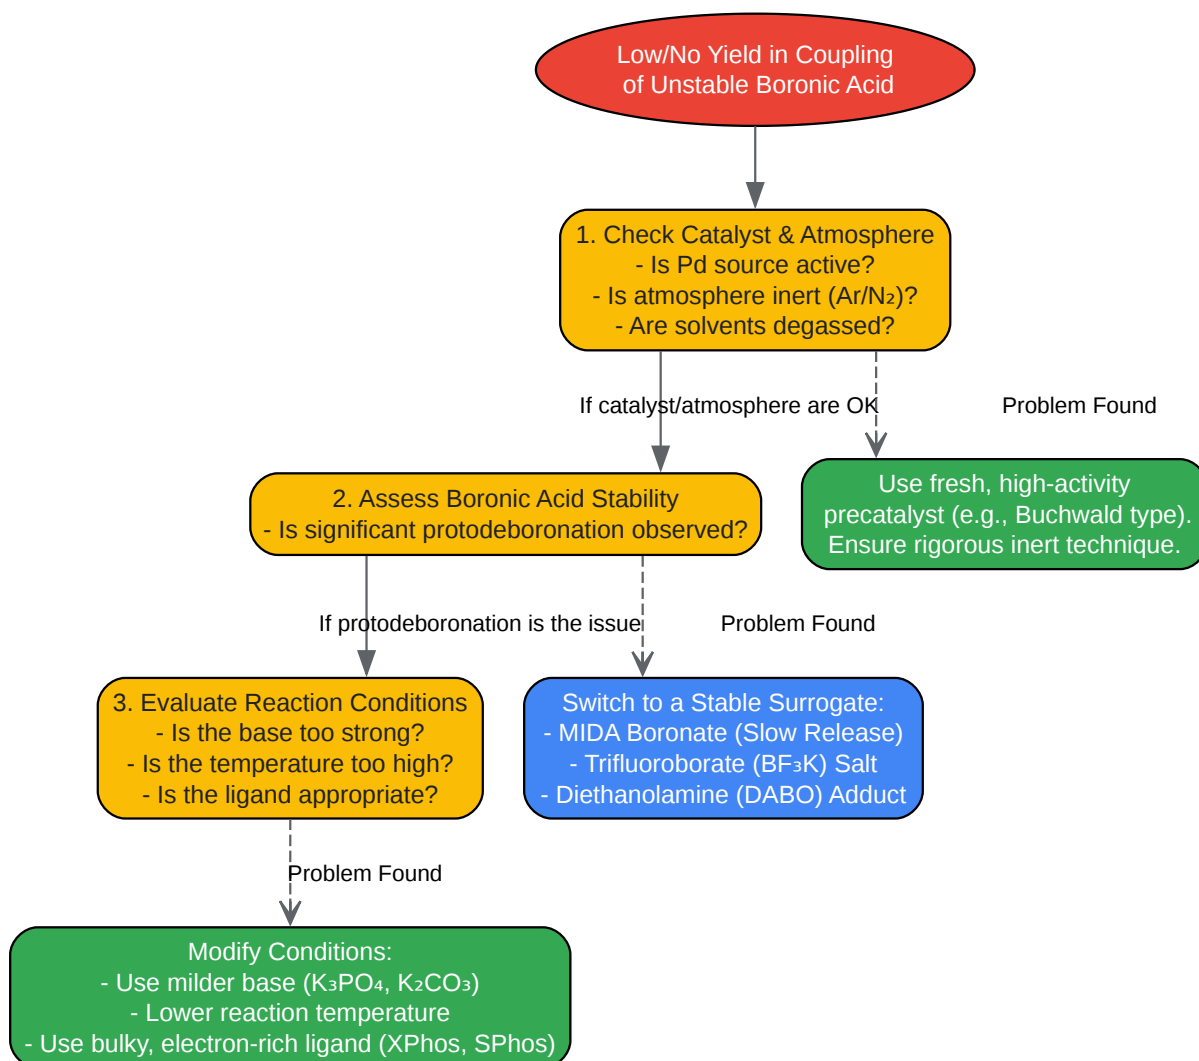 Low/No Yield in Coupling
of Unstable Boronic Acid
1. Check Catalyst & Atmosphere
- Is Pd source active?
- Is atmosphere inert (Ar/N₂)?
- Are solvents degassed?
If catalyst/atmosphere are OK
Problem Found
Use fresh, high-activity
precatalyst (e.g., Buchwald type).
Ensure rigorous inert technique.
2. Assess Boronic Acid Stability
- Is significant protodeboronation observed?
If protodeboronation is the issue
Problem Found
3. Evaluate Reaction Conditions
- Is the base too strong?
- Is the temperature too high?
- Is the ligand appropriate?
Switch to a Stable Surrogate:
- MIDA Boronate (Slow Release)
- Trifluoroborate (BF₃K) Salt
- Diethanolamine (DABO) Adduct
Problem Found
Modify Conditions:
- Use milder base (K₃PO₄, K₂CO₃)
- Lower reaction temperature
- Use bulky, electron-rich ligand (XPhos, SPhos)